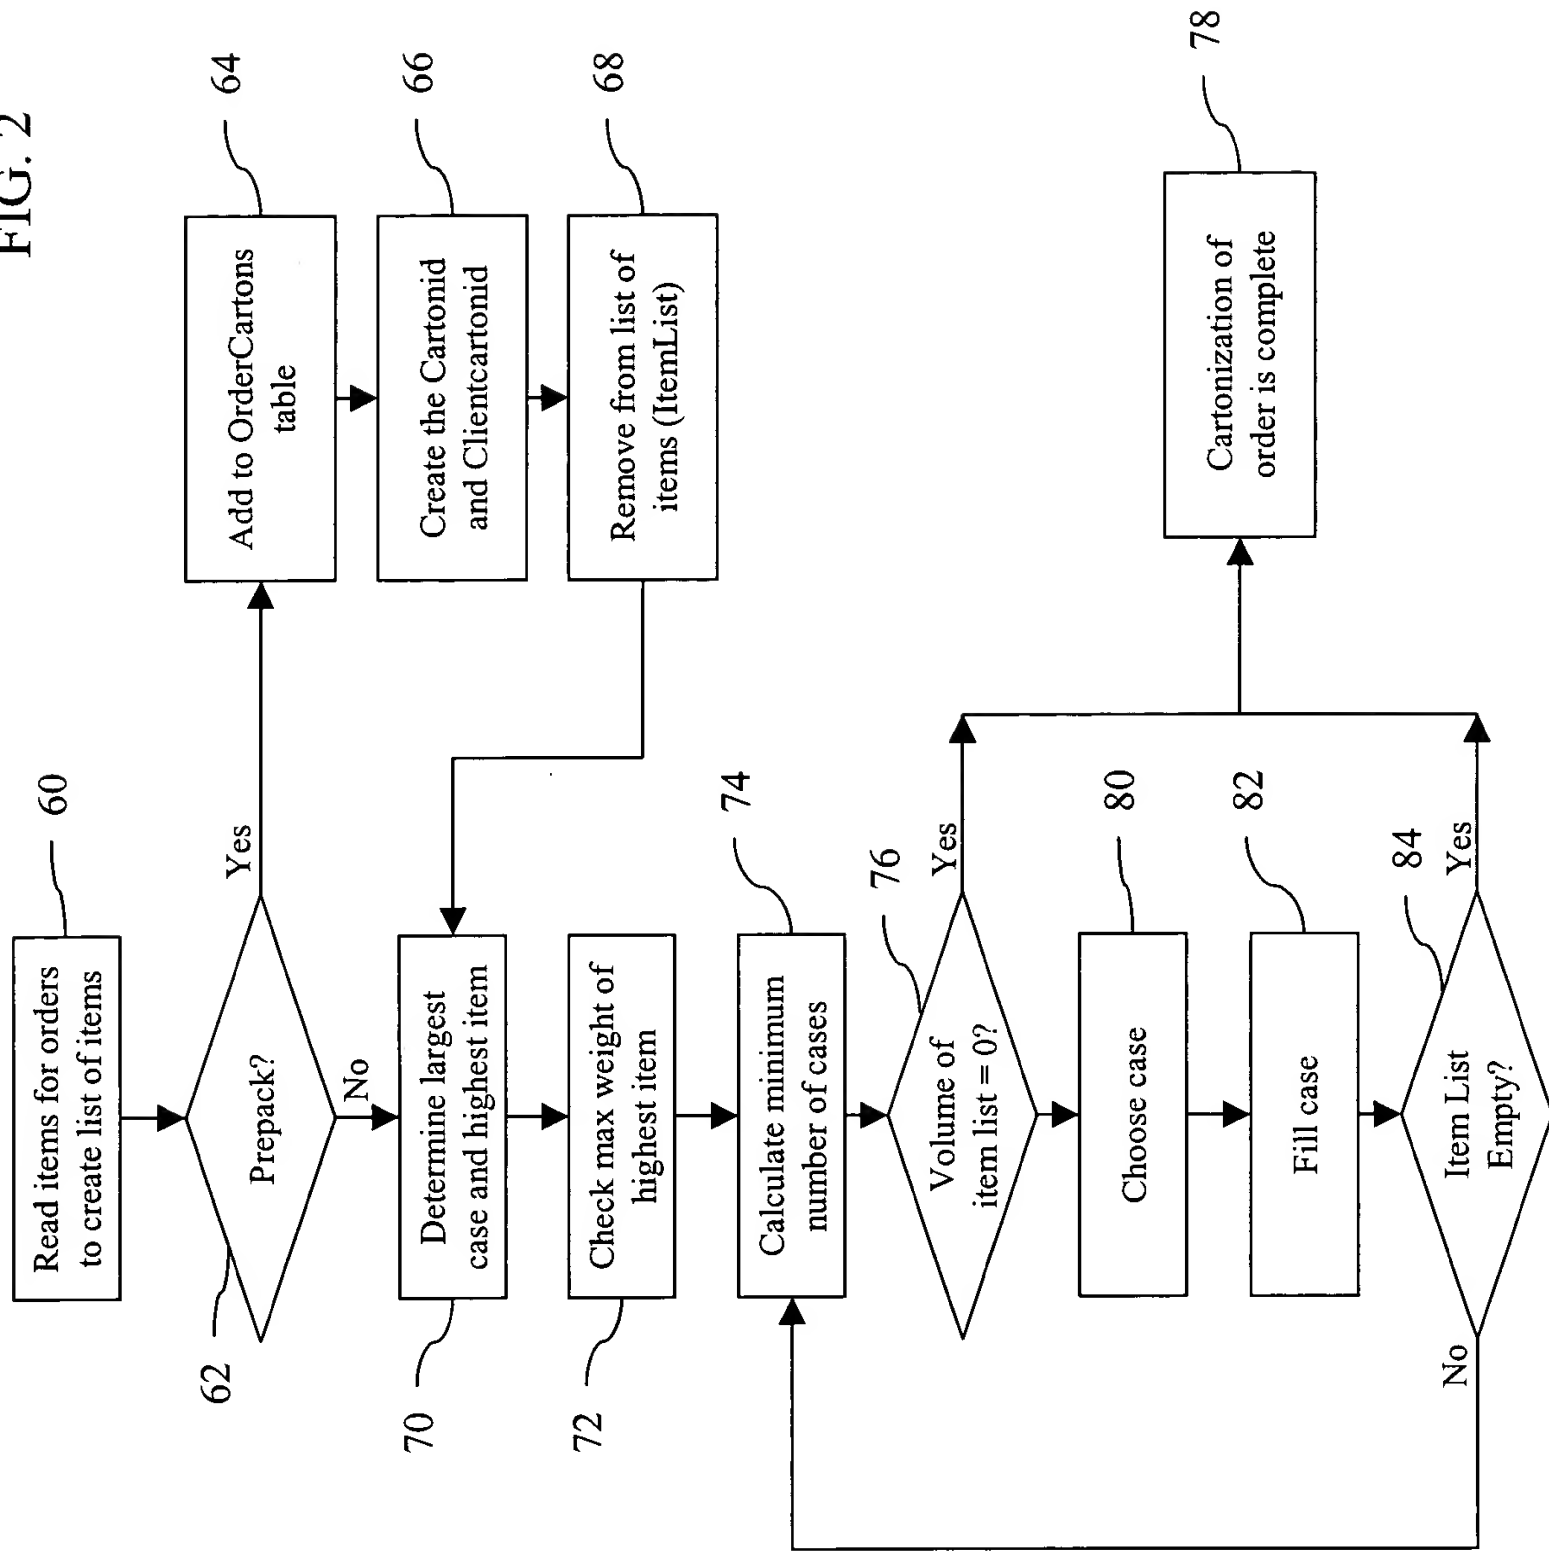 FIG. 2
60
Read items for orders
to create list of items
62
Prepack?
Yes
No
64
Add to OrderCartons
table
66
Create the Cartonid
and Clientcartonid
68
Remove from list of
items (ItemList)
70
Determine largest
case and highest item
72
Check max weight of
highest item
74
Calculate minimum
number of cases
76
Volume of
item list = 0?
Yes
78
Cartonization of
order is complete
80
Choose case
82
Fill case
84
Item List
Empty?
Yes
No